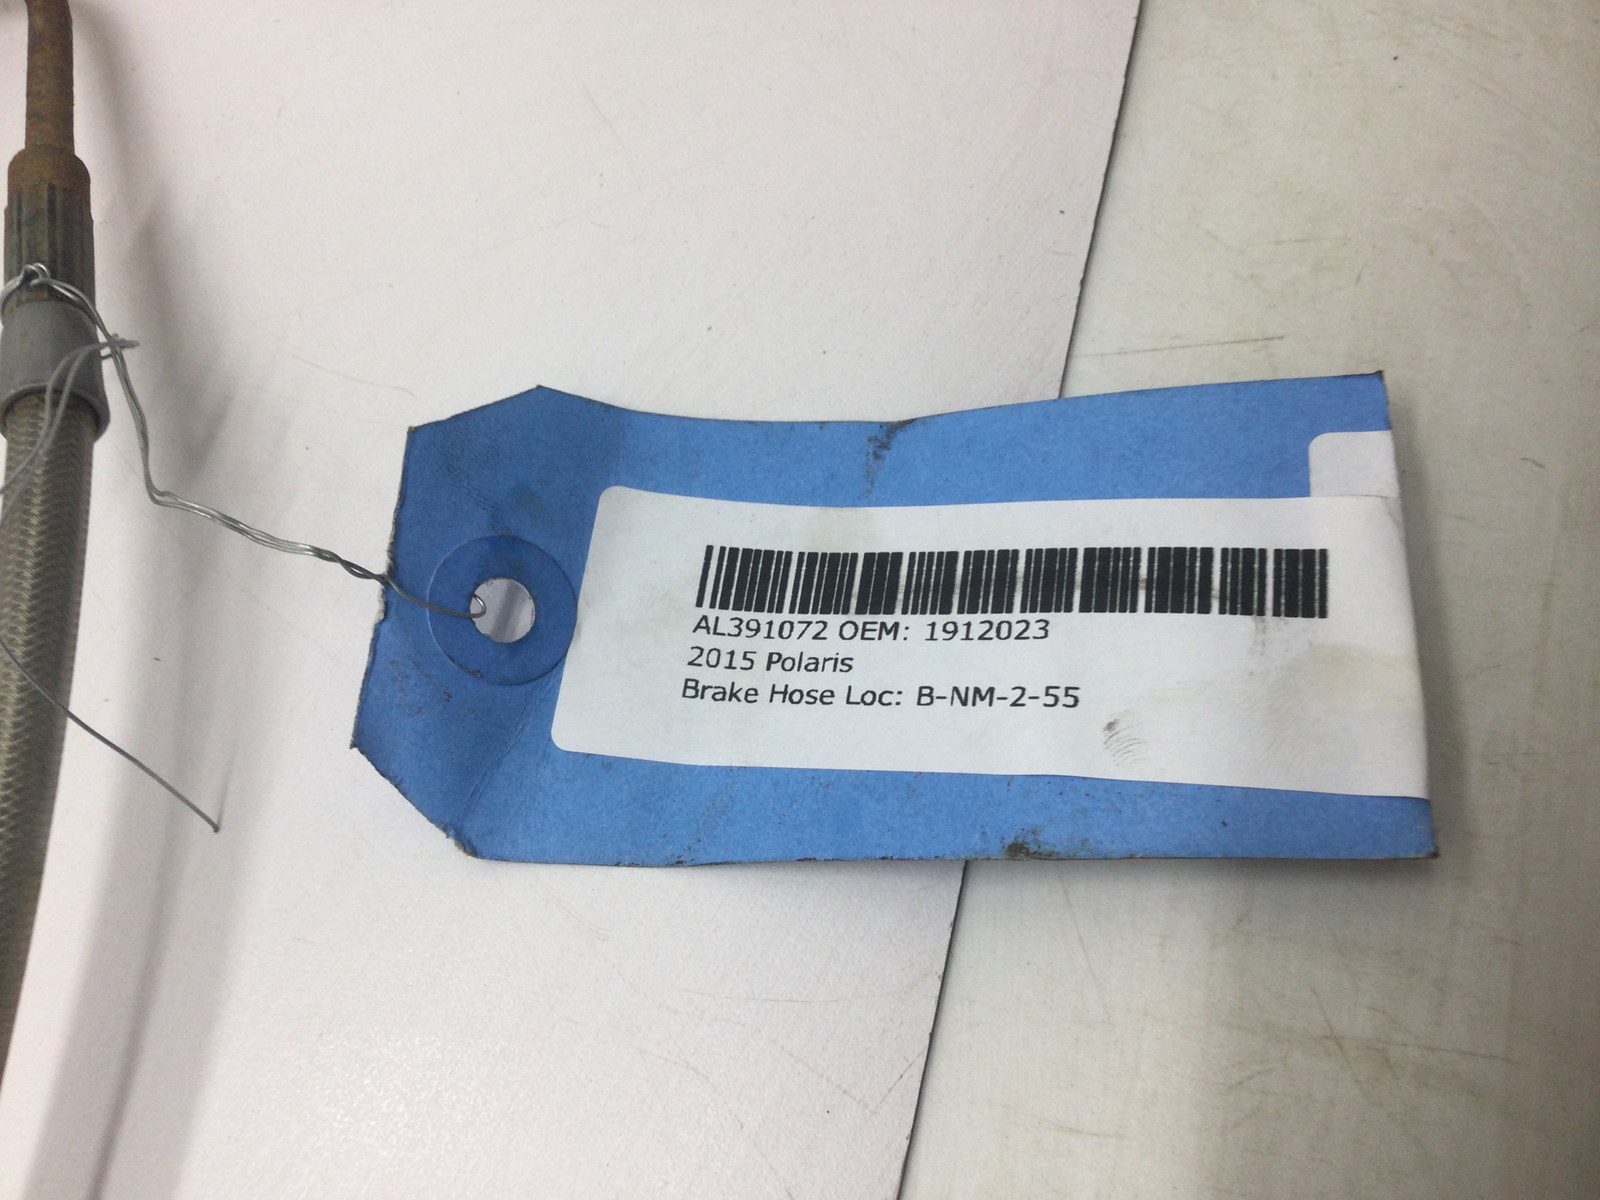 AL391072 OEM: 1912023
2015 Polaris
Brake Hose Loc: B-NM-2-55